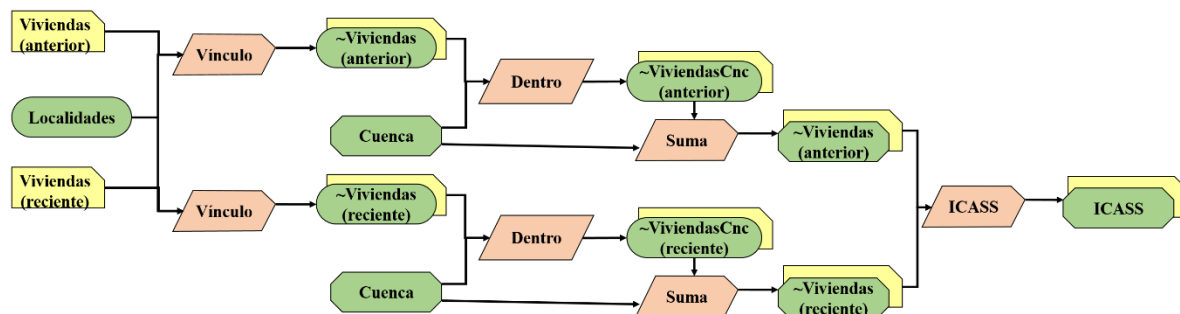 Viviendas
(anterior)
Vínculo
~Viviendas
(anterior)
Dentro
~ViviendasCnc
(anterior)
Localidades
Cuenca
Suma
~Viviendas
(anterior)
Viviendas
(reciente)
Vínculo
~Viviendas
(reciente)
Dentro
~ViviendasCnc
(reciente)
ICASS
ICASS
Cuenca
Suma
~Viviendas
(reciente)